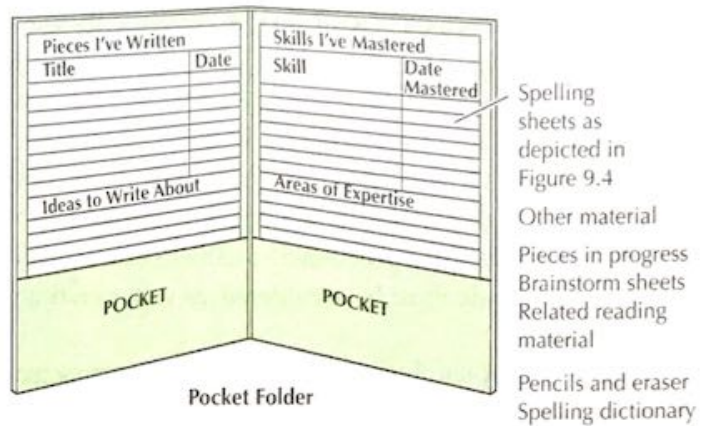 Pieces I've Written
Title
Date
Ideas to Write About
POCKET
Skills I've Mastered
Skill
Date
Mastered
Areas of Expertise
POCKET
Pocket Folder
Spelling
sheets as
depicted in
Figure 9.4
Other material
Pieces in progress
Brainstorm sheets
Related reading
material
Pencils and eraser
Spelling dictionary